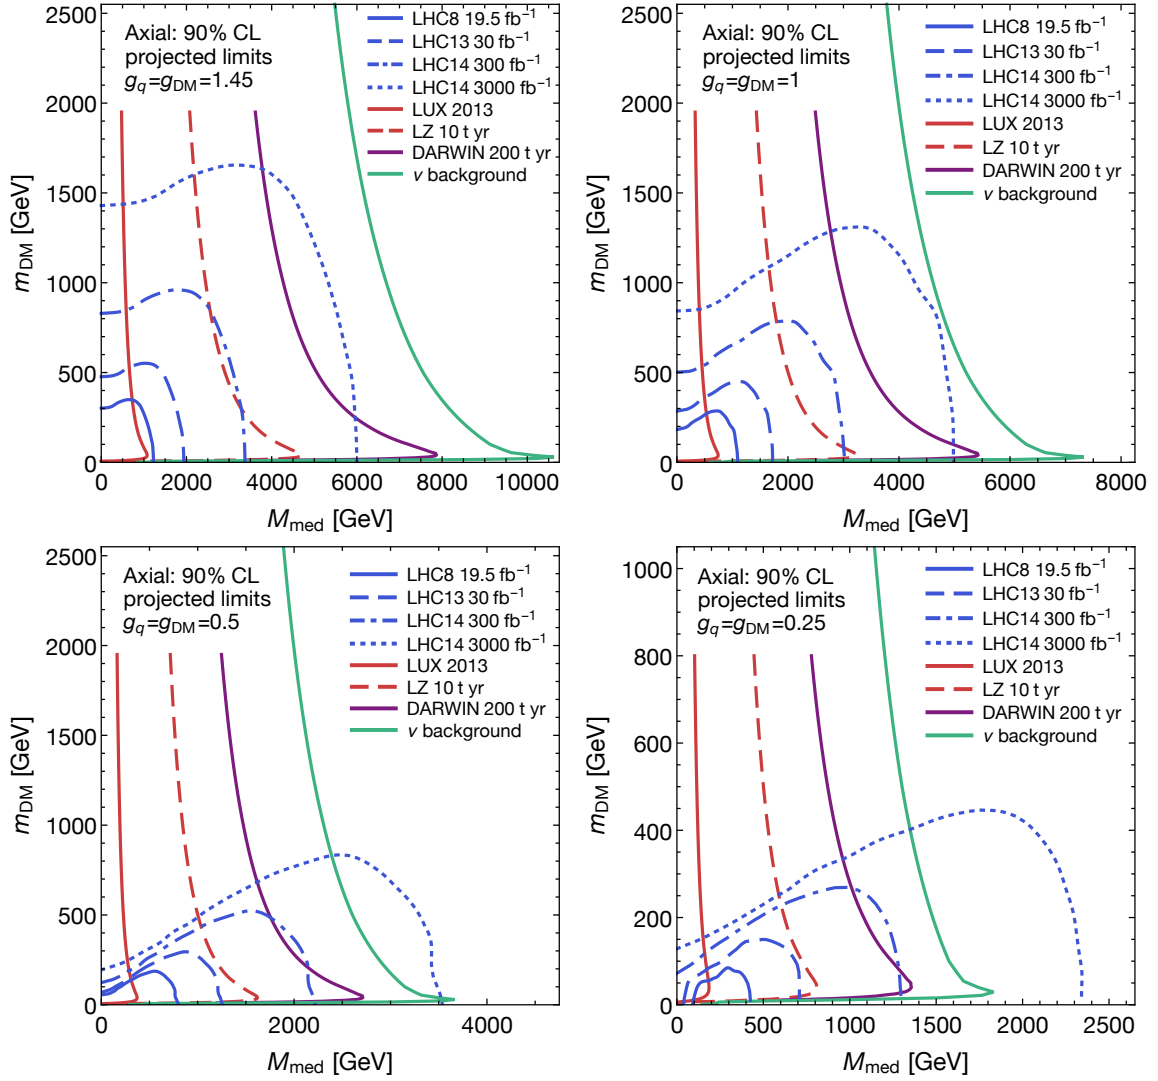 Axial: 90% CL
projected limits
g_q=g_DM=1.45
LHC8 19.5 fb⁻¹
LHC13 30 fb⁻¹
LHC14 300 fb⁻¹
LHC14 3000 fb⁻¹
LUX 2013
LZ 10 t yr
DARWIN 200 t yr
ν background
2500
2000
1500
1000
500
0
m_DM [GeV]
0 2000 4000 6000 8000 10000
M_med [GeV]
Axial: 90% CL
projected limits
g_q=g_DM=1
LHC8 19.5 fb⁻¹
LHC13 30 fb⁻¹
LHC14 300 fb⁻¹
LHC14 3000 fb⁻¹
LUX 2013
LZ 10 t yr
DARWIN 200 t yr
ν background
2500
2000
1500
1000
500
0
m_DM [GeV]
0 2000 4000 6000 8000
M_med [GeV]
Axial: 90% CL
projected limits
g_q=g_DM=0.5
LHC8 19.5 fb⁻¹
LHC13 30 fb⁻¹
LHC14 300 fb⁻¹
LHC14 3000 fb⁻¹
LUX 2013
LZ 10 t yr
DARWIN 200 t yr
ν background
2500
2000
1500
1000
500
0
m_DM [GeV]
0 2000 4000
M_med [GeV]
Axial: 90% CL
projected limits
g_q=g_DM=0.25
LHC8 19.5 fb⁻¹
LHC13 30 fb⁻¹
LHC14 300 fb⁻¹
LHC14 3000 fb⁻¹
LUX 2013
LZ 10 t yr
DARWIN 200 t yr
ν background
1000
800
600
400
200
0
m_DM [GeV]
0 500 1000 1500 2000 2500
M_med [GeV]